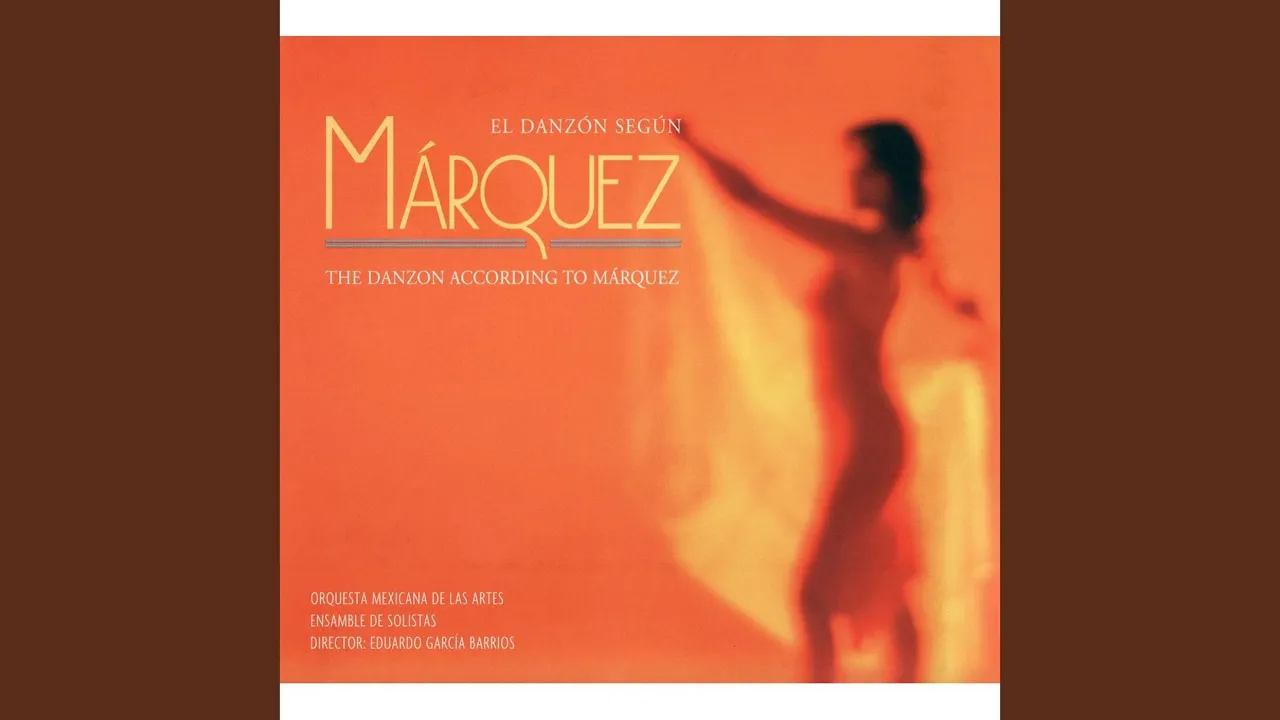 EL DANZÓN SEGÚN
MÁRQUEZ
THE DANZON ACCORDING TO MÁRQUEZ
ORQUESTA MEXICANA DE LAS ARTES
ENSAMBLE DE SOLISTAS
DIRECTOR: EDUARDO GARCÍA BARRIOS